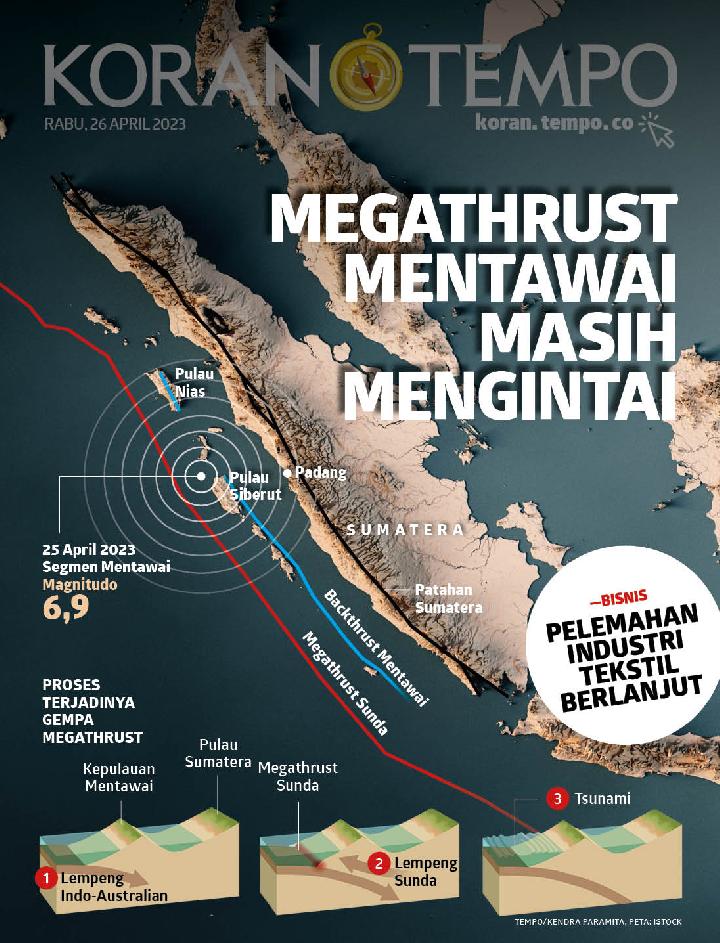 KORAN TEMPO
RABU, 26 APRIL 2023
koran.tempo.co
MEGATHRUST
MENTAWAI
MASIH
MENGINTAI
Pulau
Nias
Pulau
Siberut
Padang
SUMATERA
25 April 2023
Segmen Mentawai
Magnitudo
6,9
Patahan
Sumatera
Backthrust Mentawai
Megathrust Sunda
—BISNIS
PELEMAHAN
INDUSTRI
TEKSTIL
BERLANJUT
PROSES
TERJADINYA
GEMPA
MEGATHRUST
Kepulauan
Mentawai
Pulau
Sumatera
Megathrust
Sunda
3 Tsunami
1 Lempeng
Indo-Australian
2 Lempeng
Sunda
TEMPO/KENDRA PARAMITA, PETA: ISTOCK